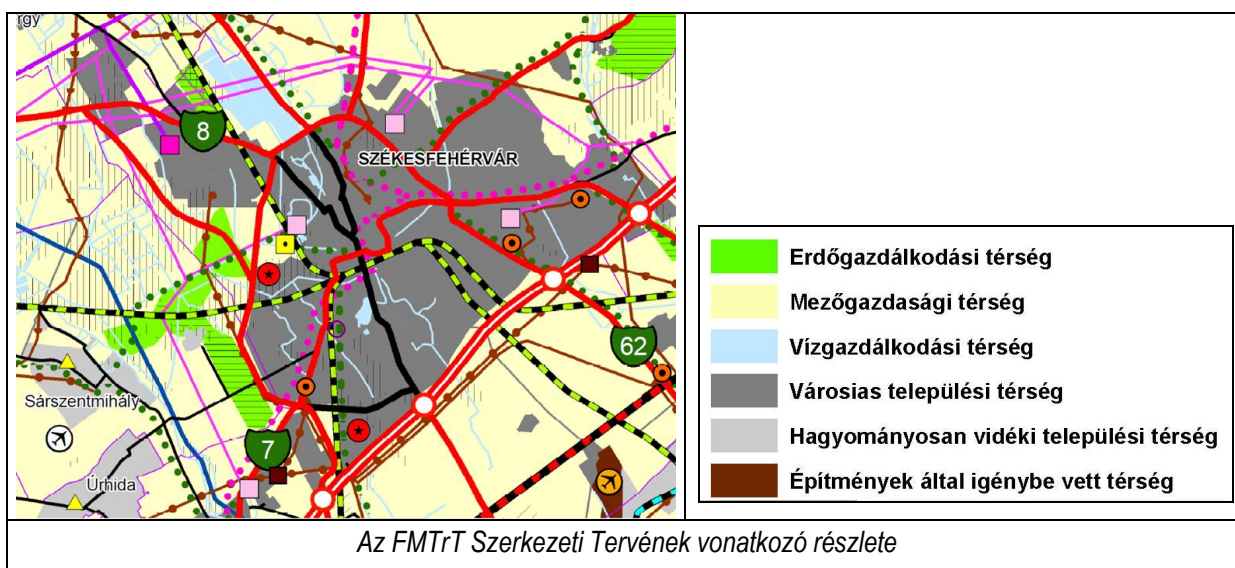 rgy
8
SZÉKESFEHÉRVÁR
62
Sárszentmihály
7
Úrhida
Erdőgazdálkodási térség
Mezőgazdasági térség
Vízgazdálkodási térség
Városias települési térség
Hagyományosan vidéki települési térség
Építmények által igénybe vett térség
Az FMTrT Szerkezeti Tervének vonatkozó részlete